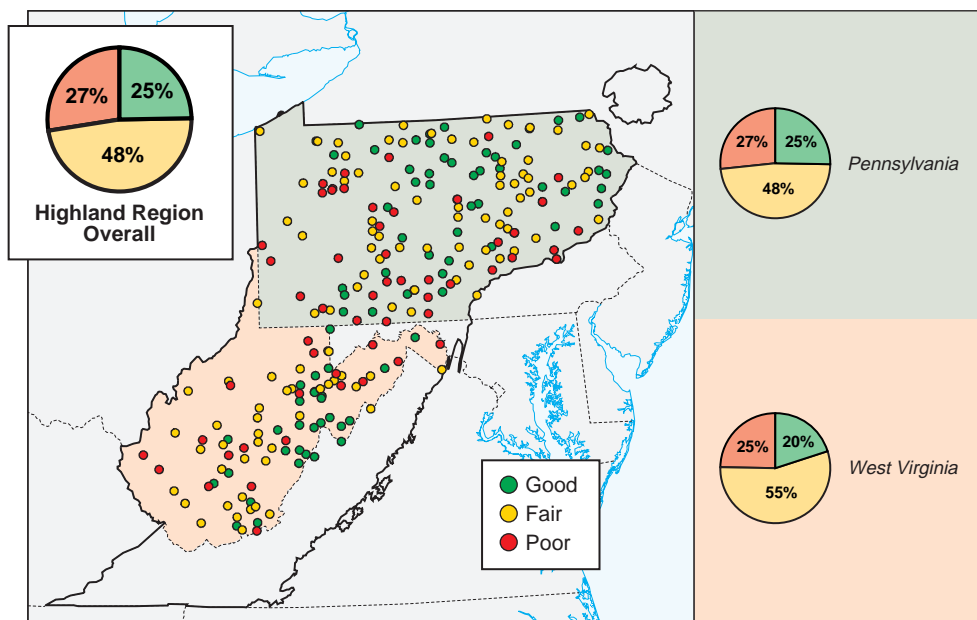 27%
25%
48%
Highland Region
Overall
27%
25%
48%
Pennsylvania
25%
20%
55%
West Virginia
Good
Fair
Poor